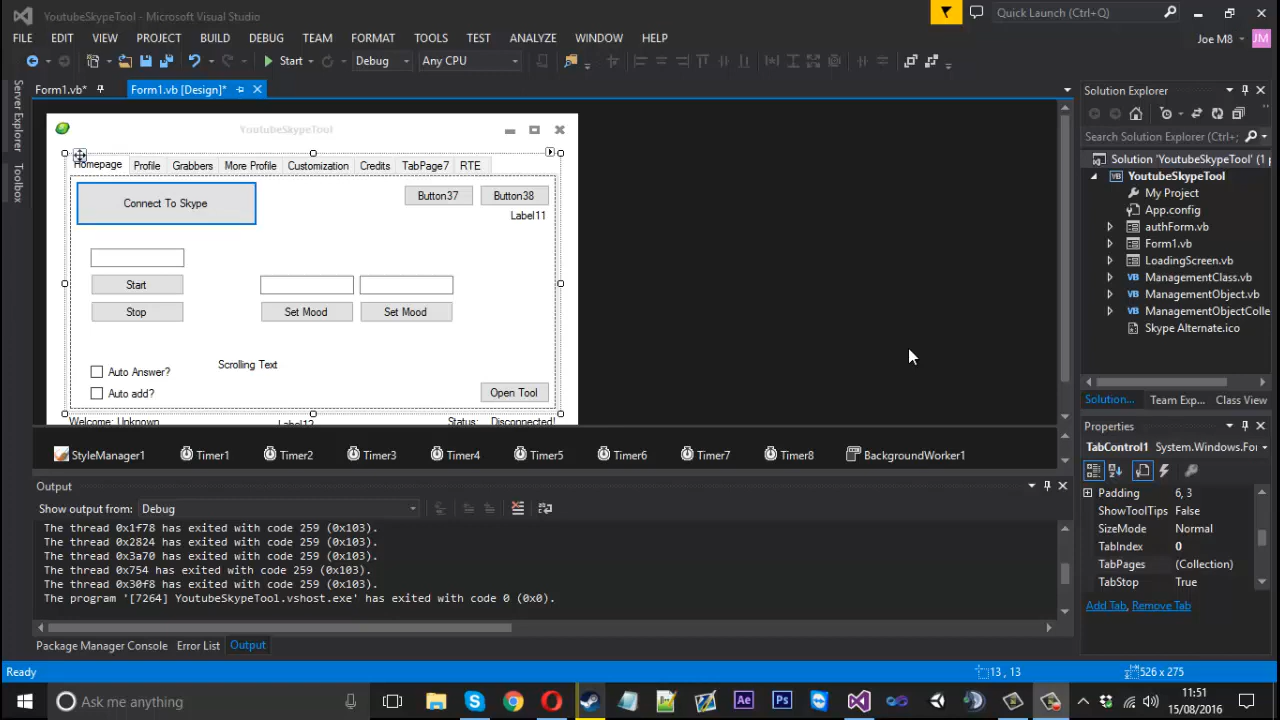 YoutubeSkypeTool - Microsoft Visual Studio
Quick Launch (Ctrl+Q)
FILE EDIT VIEW PROJECT BUILD DEBUG TEAM FORMAT TOOLS TEST ANALYZE WINDOW HELP
Joe M8 JM
Start Debug Any CPU
Server Explorer
Toolbox
Form1.vb* Form1.vb [Design]*
YoutubeSkypeTool
Homepage Profile Grabbers More Profile Customization Credits TabPage7 RTE
Connect To Skype
Button37 Button38
Label11
Start
Stop
Set Mood Set Mood
Scrolling Text
Auto Answer?
Auto add?
Open Tool
Welcome: Unknown Label12 Status: Disconnected!
StyleManager1 Timer1 Timer2 Timer3 Timer4 Timer5 Timer6 Timer7 Timer8 BackgroundWorker1
Output
Show output from: Debug
The thread 0x1f78 has exited with code 259 (0x103).
The thread 0x2824 has exited with code 259 (0x103).
The thread 0x3a70 has exited with code 259 (0x103).
The thread 0x754 has exited with code 259 (0x103).
The thread 0x30f8 has exited with code 259 (0x103).
The program '[7264] YoutubeSkypeTool.vshost.exe' has exited with code 0 (0x0).
Package Manager Console Error List Output
Solution Explorer
Search Solution Explorer (Ctrl+;
Solution 'YoutubeSkypeTool' (1 p
YoutubeSkypeTool
My Project
App.config
authForm.vb
Form1.vb
LoadingScreen.vb
VB ManagementClass.vb
VB ManagementObject.vb
VB ManagementObjectColle
Skype Alternate.ico
Solution... Team Exp... Class View
Properties
TabControl1 System.Windows.For
Padding 6, 3
ShowToolTips False
SizeMode Normal
TabIndex 0
TabPages (Collection)
TabStop True
Add Tab, Remove Tab
Ready 13 , 13 526 x 275
Ask me anything
Ae Ps
11:51
15/08/2016